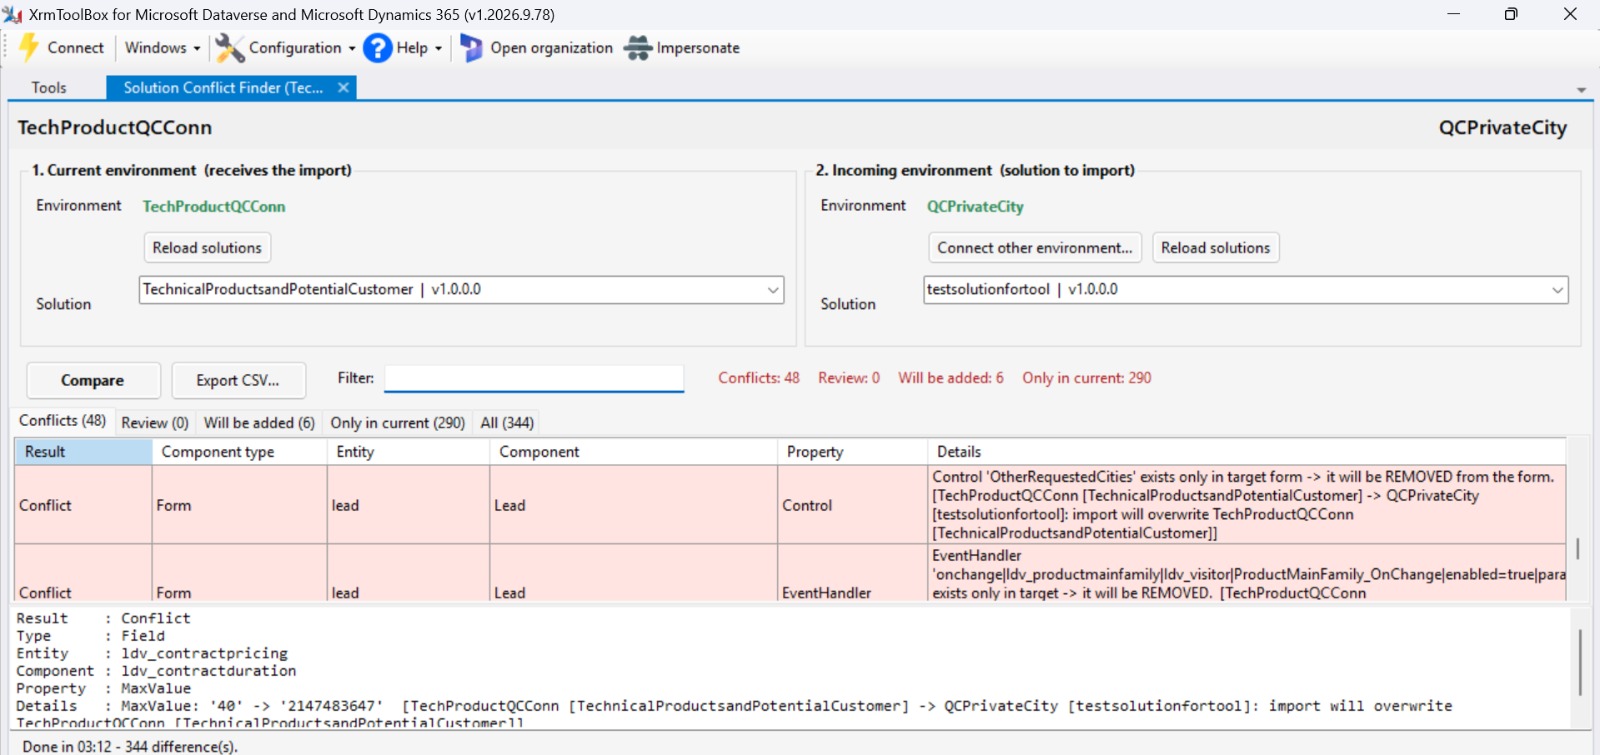 XrmToolBox for Microsoft Dataverse and Microsoft Dynamics 365 (v1.2026.9.78)
Connect Windows Configuration Help Open organization Impersonate
Tools Solution Conflict Finder (Tec...
TechProductQCConn QCPrivateCity
1. Current environment (receives the import) 2. Incoming environment (solution to import)
Environment TechProductQCConn Environment QCPrivateCity
Reload solutions Connect other environment... Reload solutions
TechnicalProductsandPotentialCustomer | v1.0.0.0 testsolutionfortool | v1.0.0.0
Solution Solution
Compare Export CSV... Filter: Conflicts: 48 Review: 0 Will be added: 6 Only in current: 290
Conflicts (48) Review (0) Will be added (6) Only in current (290) All (344)
Result Component type Entity Component Property Details
Conflict Form lead Lead Control
Control 'OtherRequestedCities' exists only in target form -> it will be REMOVED from the form.
[TechProductQCConn [TechnicalProductsandPotentialCustomer] -> QCPrivateCity
[testsolutionfortool]: import will overwrite TechProductQCConn
[TechnicalProductsandPotentialCustomer]]
Conflict Form lead Lead EventHandler
EventHandler
'onchange|ldv_productmainfamily|ldv_visitor|ProductMainFamily_OnChange|enabled=true|para
exists only in target -> it will be REMOVED. [TechProductQCConn
Result : Conflict
Type : Field
Entity : ldv_contractpricing
Component : ldv_contractduration
Property : MaxValue
Details : MaxValue: '40' -> '2147483647' [TechProductQCConn [TechnicalProductsandPotentialCustomer] -> QCPrivateCity [testsolutionfortool]: import will overwrite
TechProductQCConn [TechnicalProductsandPotentialCustomer]]
Done in 03:12 - 344 difference(s).